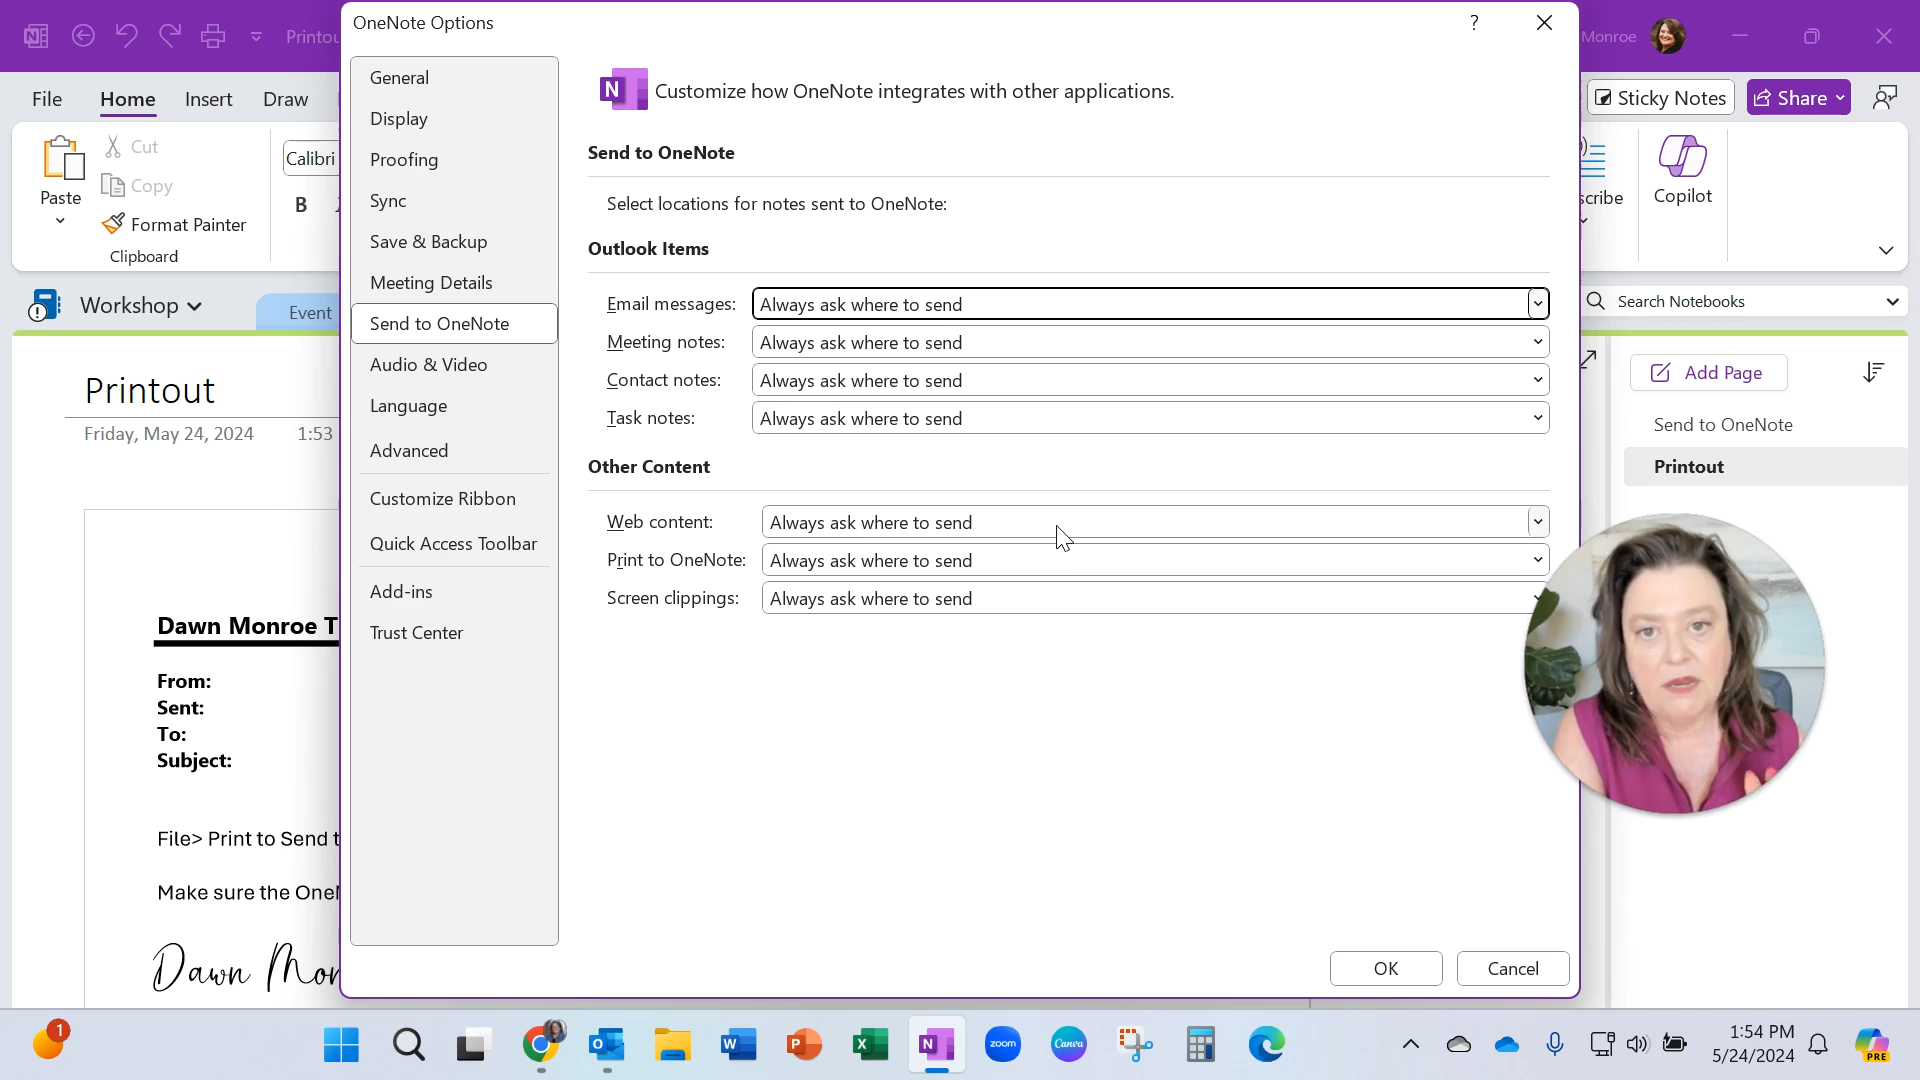 OneNote Options
?
Printou
Monroe
File Home Insert Draw
Sticky Notes
Share
Paste
Cut
Copy
Format Painter
Clipboard
Calibri
B
scribe
Copilot
Workshop
Event
Search Notebooks
General
Display
Proofing
Sync
Save & Backup
Meeting Details
Send to OneNote
Audio & Video
Language
Advanced
Customize Ribbon
Quick Access Toolbar
Add-ins
Trust Center
N
Customize how OneNote integrates with other applications.
Send to OneNote
Select locations for notes sent to OneNote:
Outlook Items
Email messages: Always ask where to send
Meeting notes: Always ask where to send
Contact notes: Always ask where to send
Task notes: Always ask where to send
Other Content
Web content: Always ask where to send
Print to OneNote: Always ask where to send
Screen clippings: Always ask where to send
OK
Cancel
Add Page
Send to OneNote
Printout
Printout
Friday, May 24, 2024 1:53
Dawn Monroe T
From:
Sent:
To:
Subject:
File> Print to Send t
Make sure the OneN
Dawn Mon
1
W
P
X
N
zoom
Canva
1:54 PM
5/24/2024
PRE